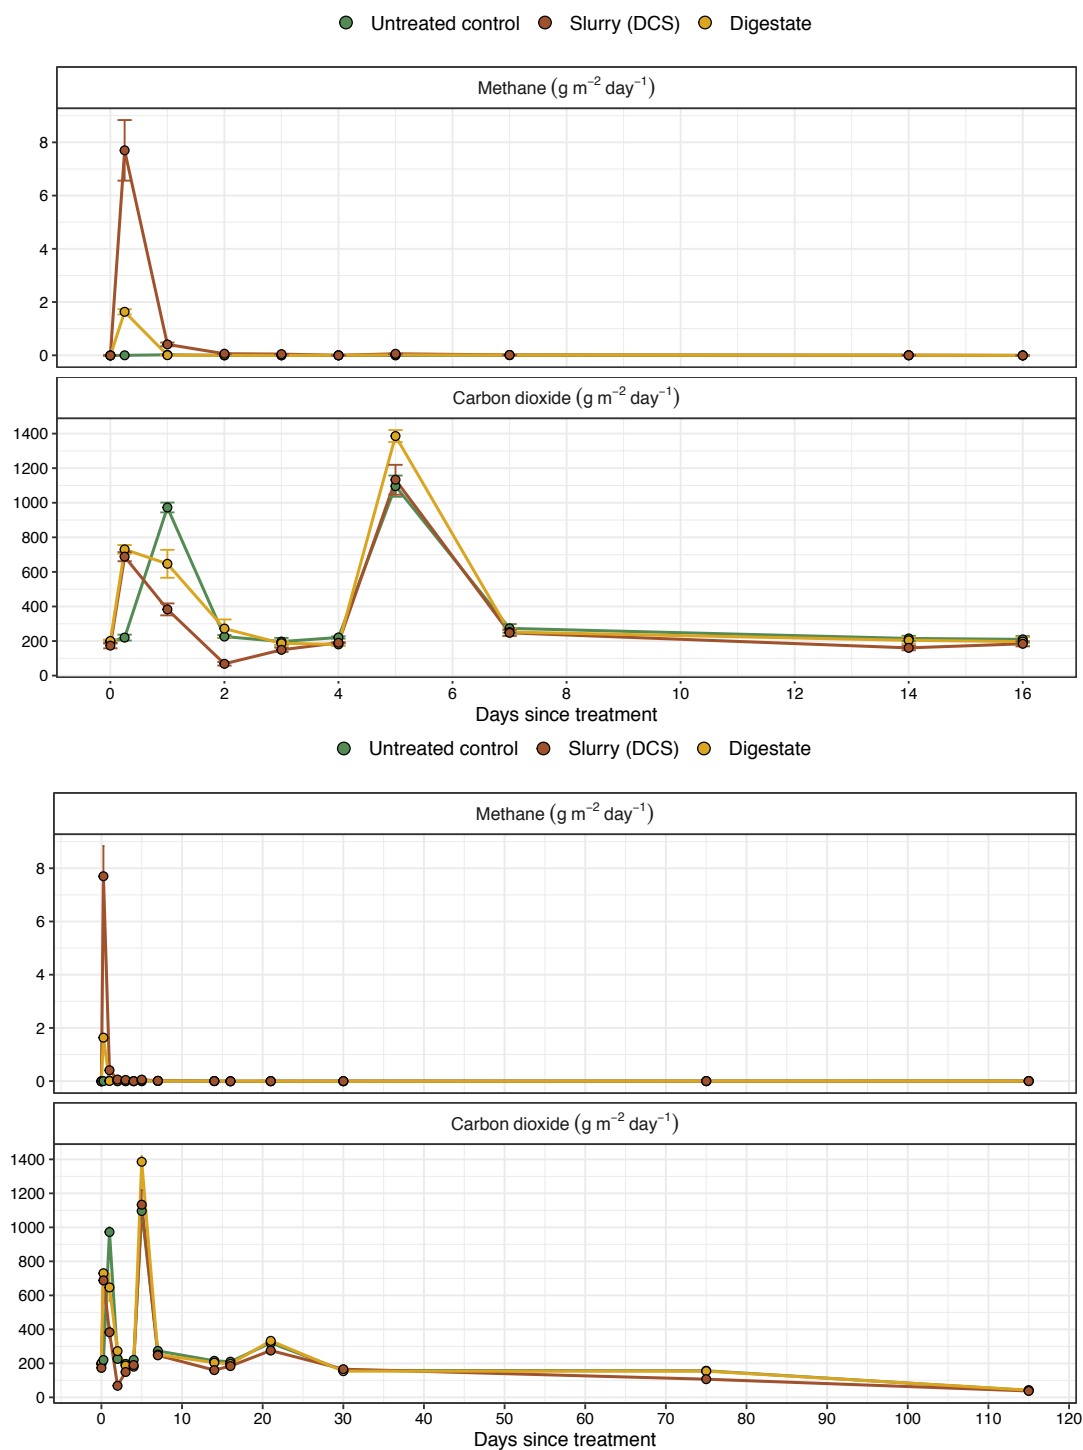 Untreated control Slurry (DCS) Digestate
Methane (g m⁻² day⁻¹)
8
6
4
2
0
Carbon dioxide (g m⁻² day⁻¹)
1400
1200
1000
800
600
400
200
0
0 2 4 6 8 10 12 14 16
Days since treatment
Untreated control Slurry (DCS) Digestate
Methane (g m⁻² day⁻¹)
8
6
4
2
0
Carbon dioxide (g m⁻² day⁻¹)
1400
1200
1000
800
600
400
200
0
0 10 20 30 40 50 60 70 80 90 100 110 120
Days since treatment